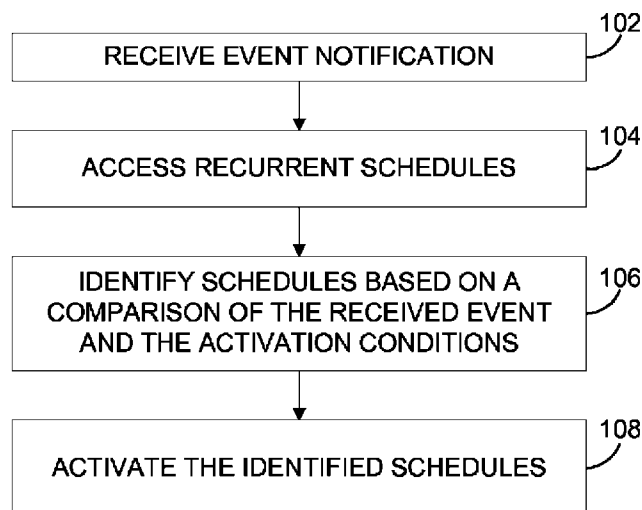 102
RECEIVE EVENT NOTIFICATION
104
ACCESS RECURRENT SCHEDULES
106
IDENTIFY SCHEDULES BASED ON A
COMPARISON OF THE RECEIVED EVENT
AND THE ACTIVATION CONDITIONS
108
ACTIVATE THE IDENTIFIED SCHEDULES